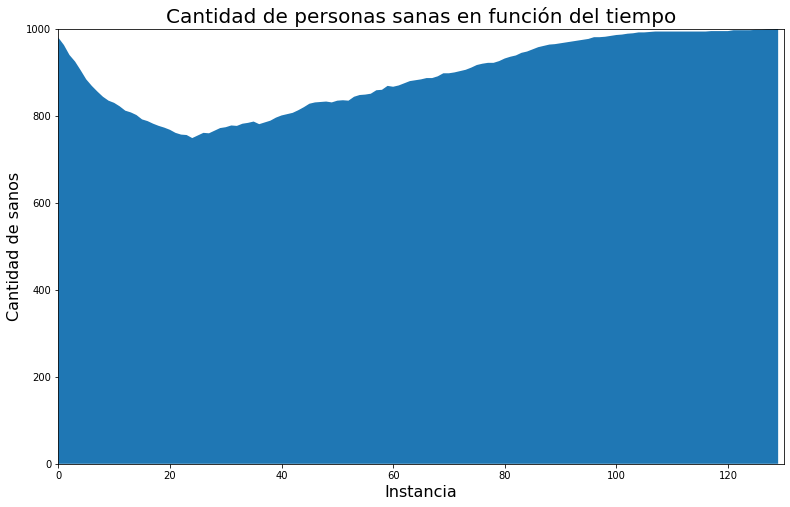 Cantidad de personas sanas en función del tiempo
1000
800
600
400
200
0
Cantidad de sanos
0 20 40 60 80 100 120
Instancia